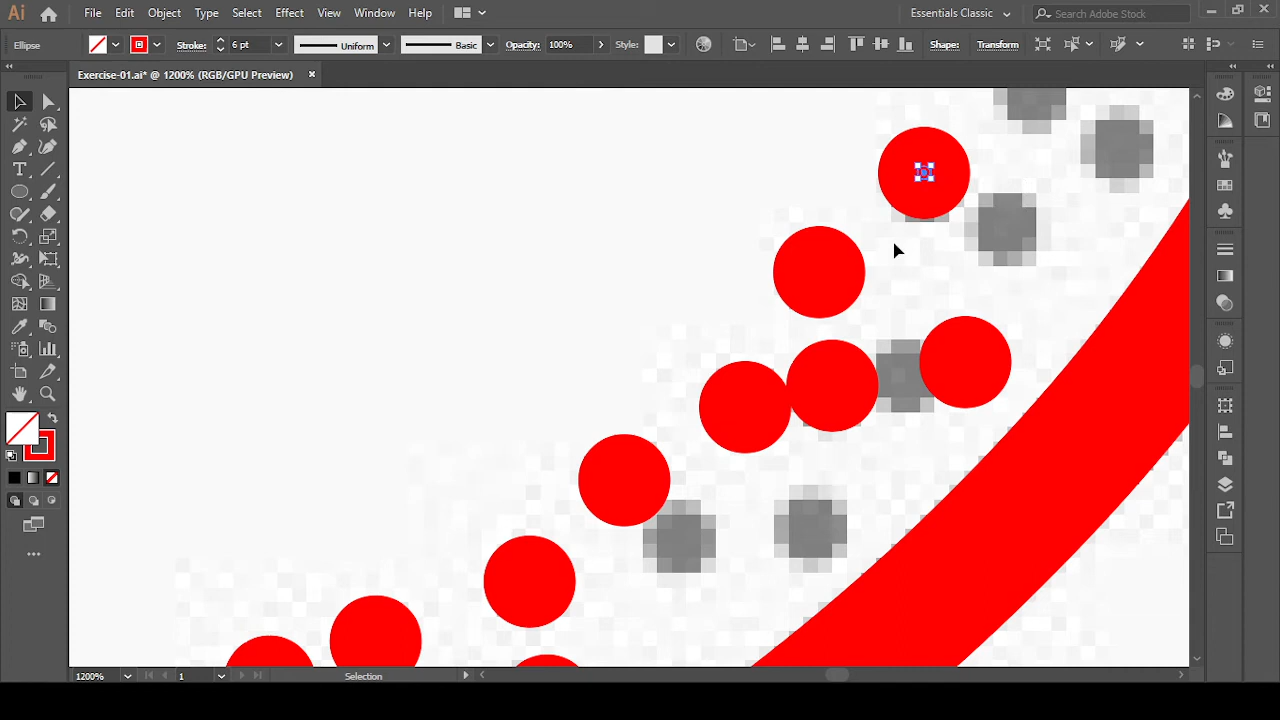 Ai File Edit Object Type Select Effect View Window Help Essentials Classic Search Adobe Stock
Ellipse Stroke: 6 pt Uniform Basic Opacity: 100% Style: Shape: Transform
Exercise-01.ai* @ 1200% (RGB/GPU Preview)
1200% 1 Selection